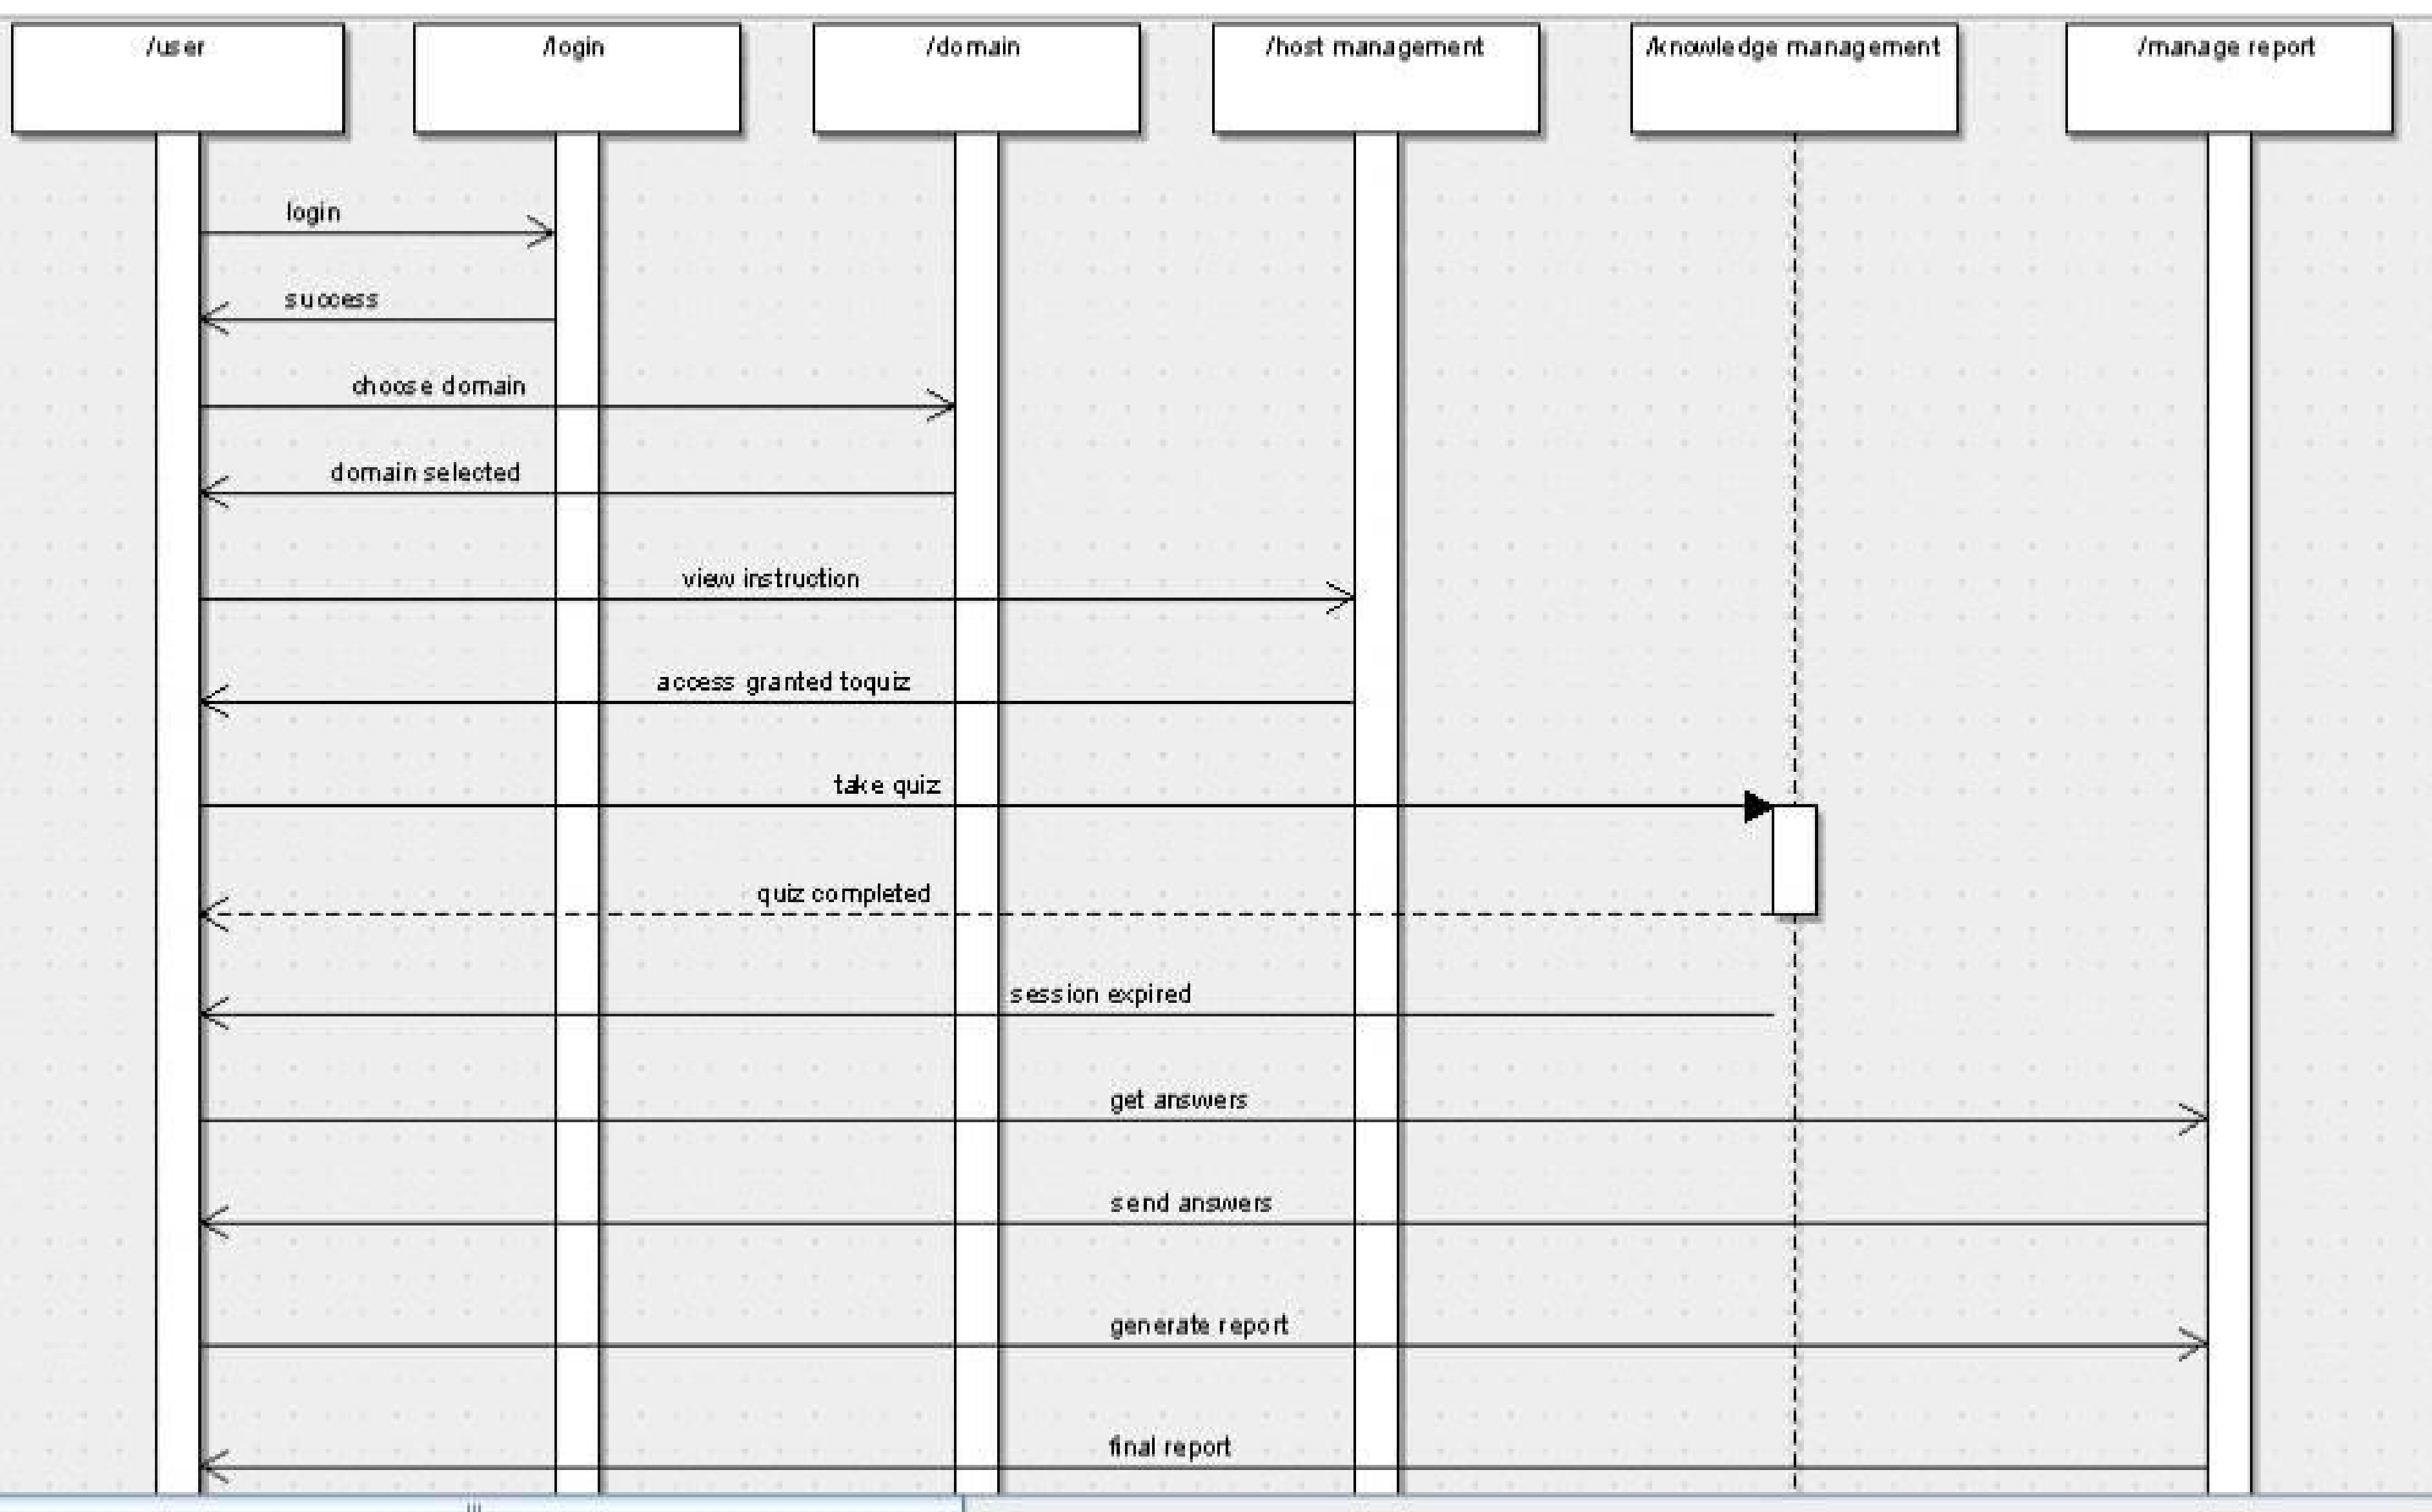 /user
/login
/domain
/host management
/knowledge management
/manage report
login
success
choose domain
domain selected
view instruction
access granted toquiz
take quiz
quiz completed
session expired
get answers
send answers
generate report
final report